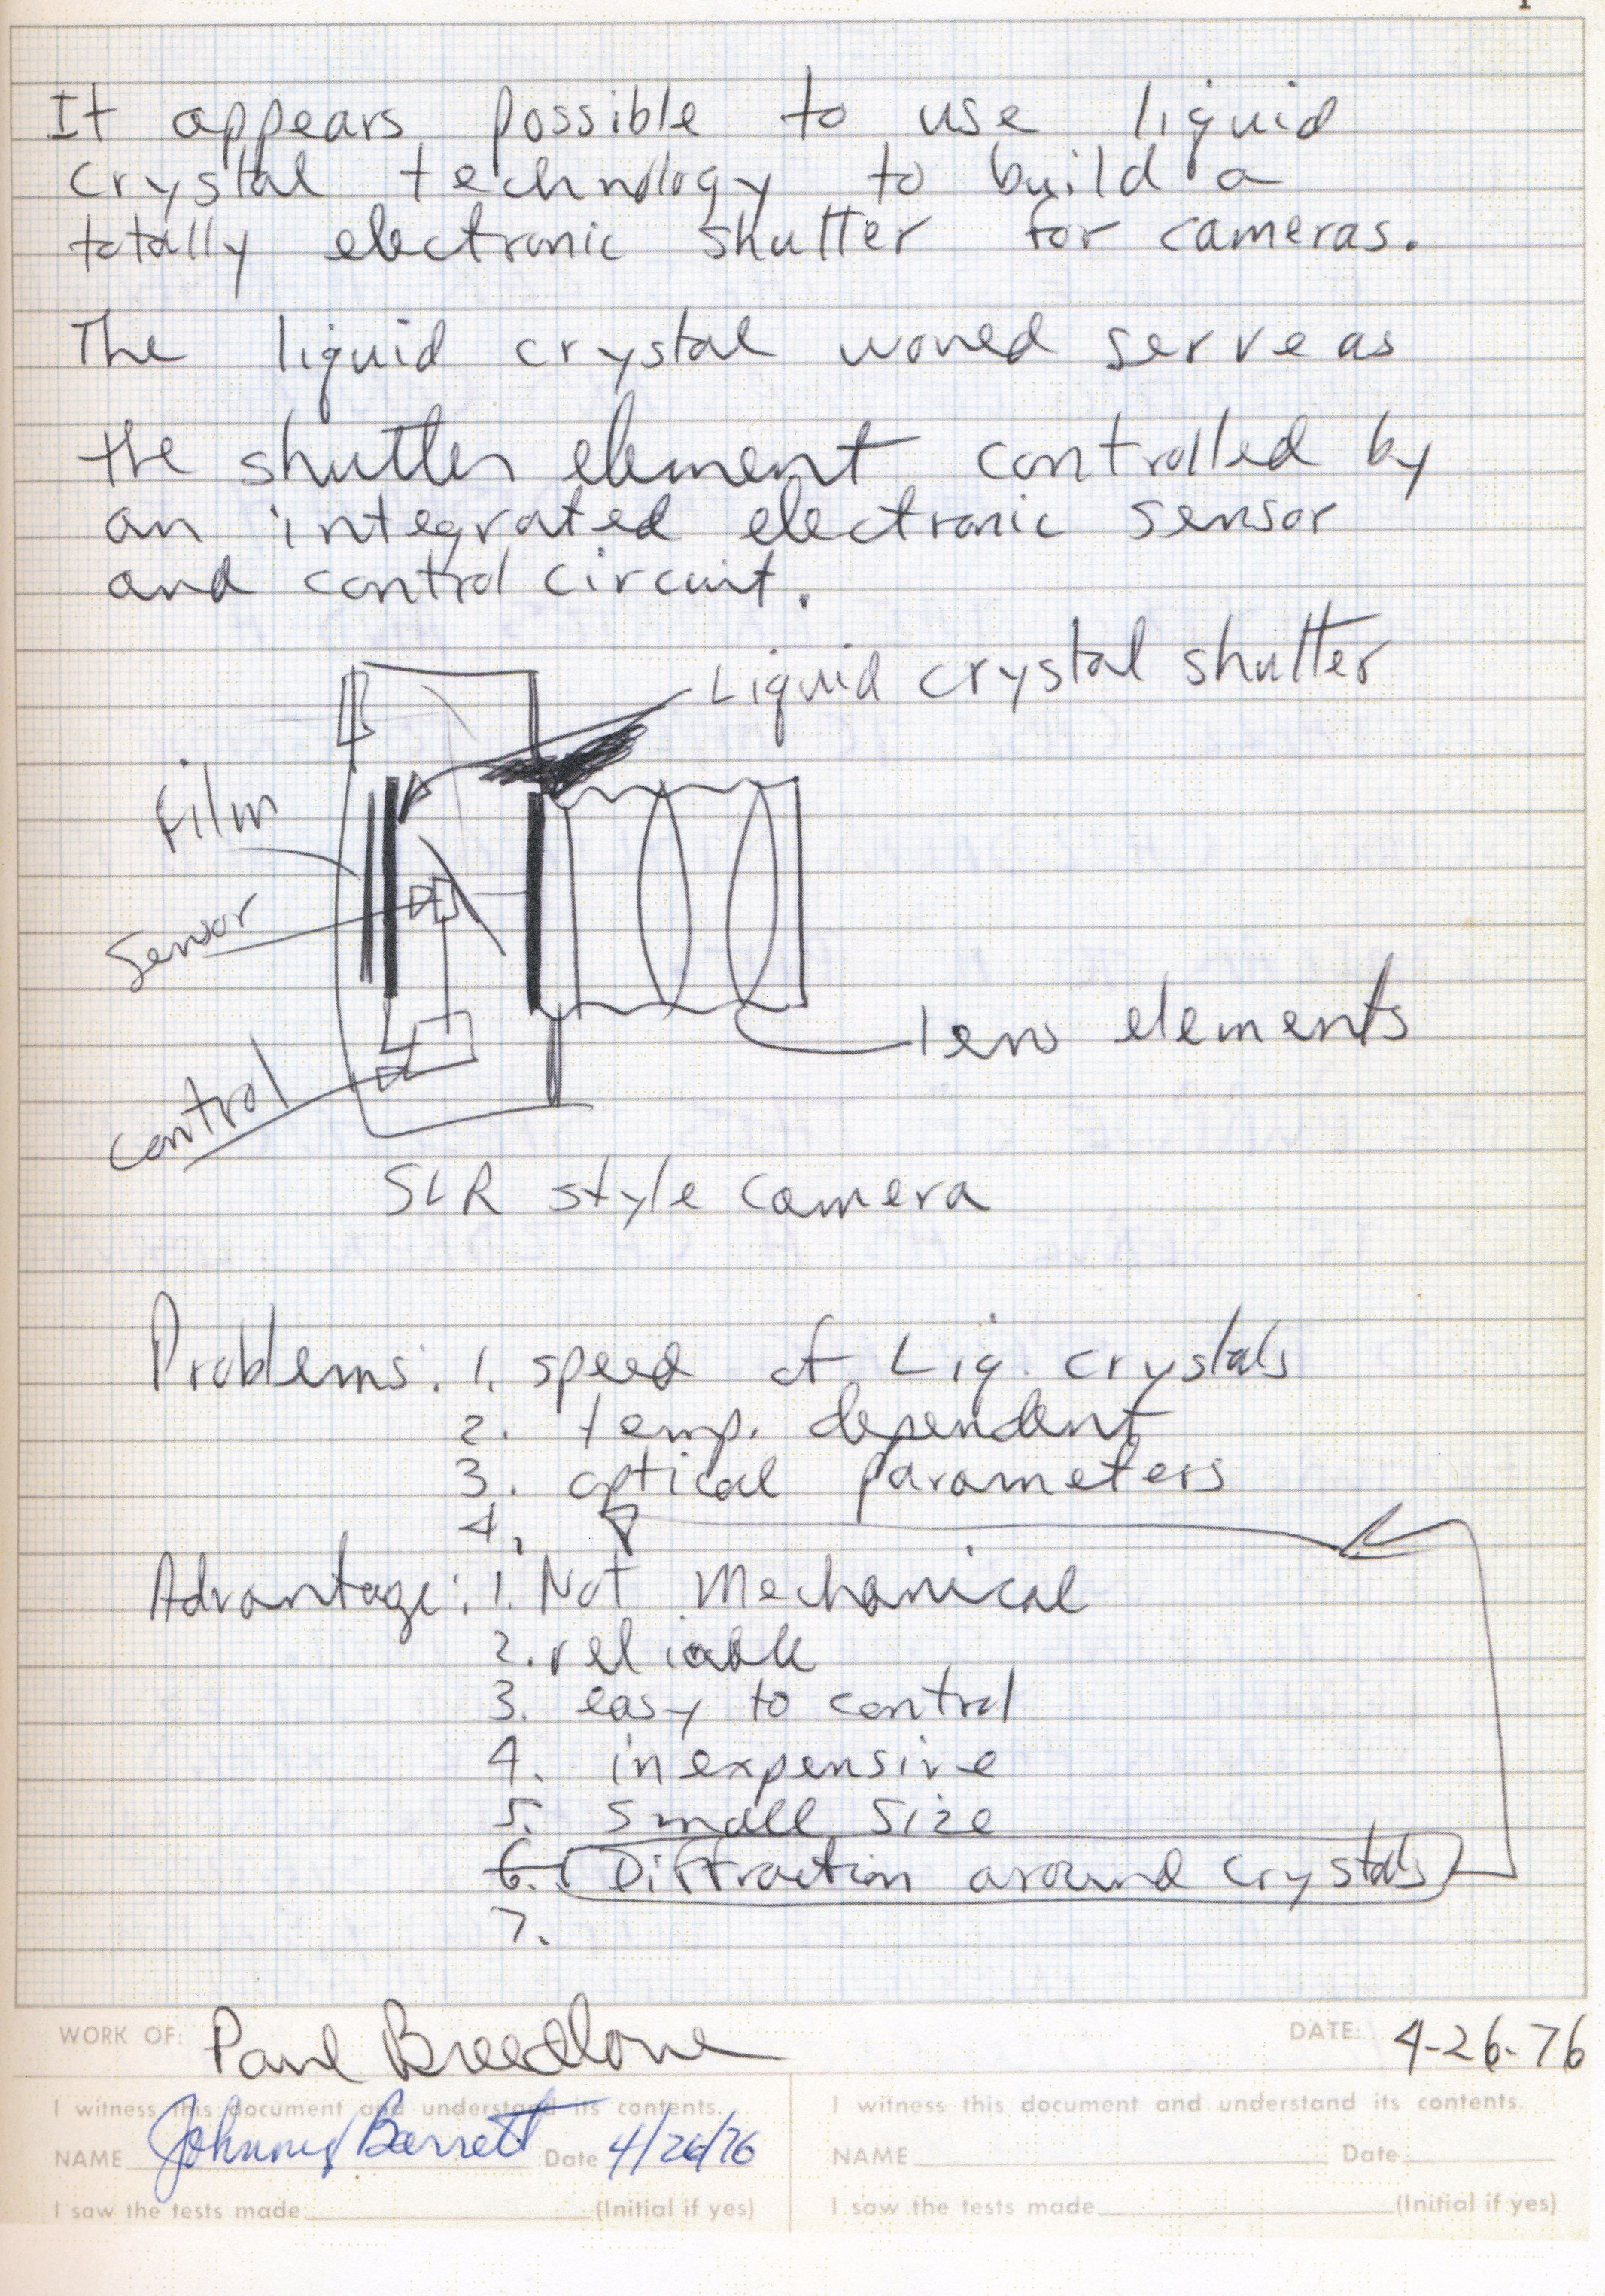 It appears possible to use liquid
crystal technology to build a
totally electronic shutter for cameras.
The liquid crystal would serve as
the shutter element controlled by
an integrated electronic sensor
and control circuit.
Liquid crystal shutter
Film
Sensor
lens elements
Control
SLR style camera
Problems: 1. speed of Liq. crystals
2. temp. dependent
3. optical parameters
4.
Advantage: 1. Not Mechanical
2. reliable
3. easy to control
4. inexpensive
5. Small Size
6. Diffraction around crystals
7.
WORK OF: Paul Breedlove DATE: 4-26-76
I witness this document and understand its contents. I witness this document and understand its contents.
NAME Johnny Barrett Date 4/26/76 NAME Date
I saw the tests made (Initial if yes) I saw the tests made (Initial if yes)